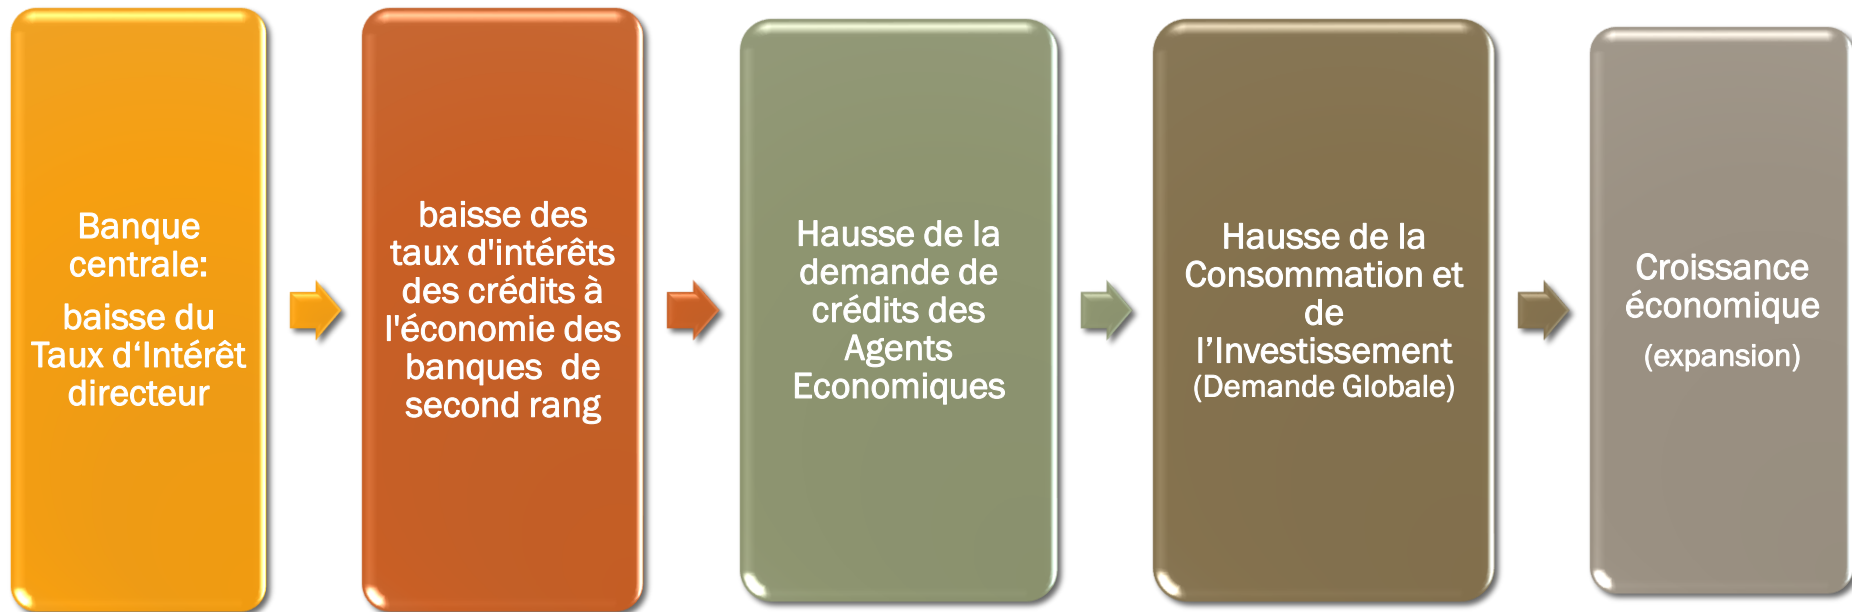 Banque
centrale:
baisse du
Taux d‘Intérêt
directeur
baisse des
taux d'intérêts
des crédits à
l'économie des
banques  de
second rang
Hausse de la
demande de
crédits des
Agents
Economiques
Hausse de la
Consommation et
de
l’Investissement
(Demande Globale)
Croissance
économique
(expansion)